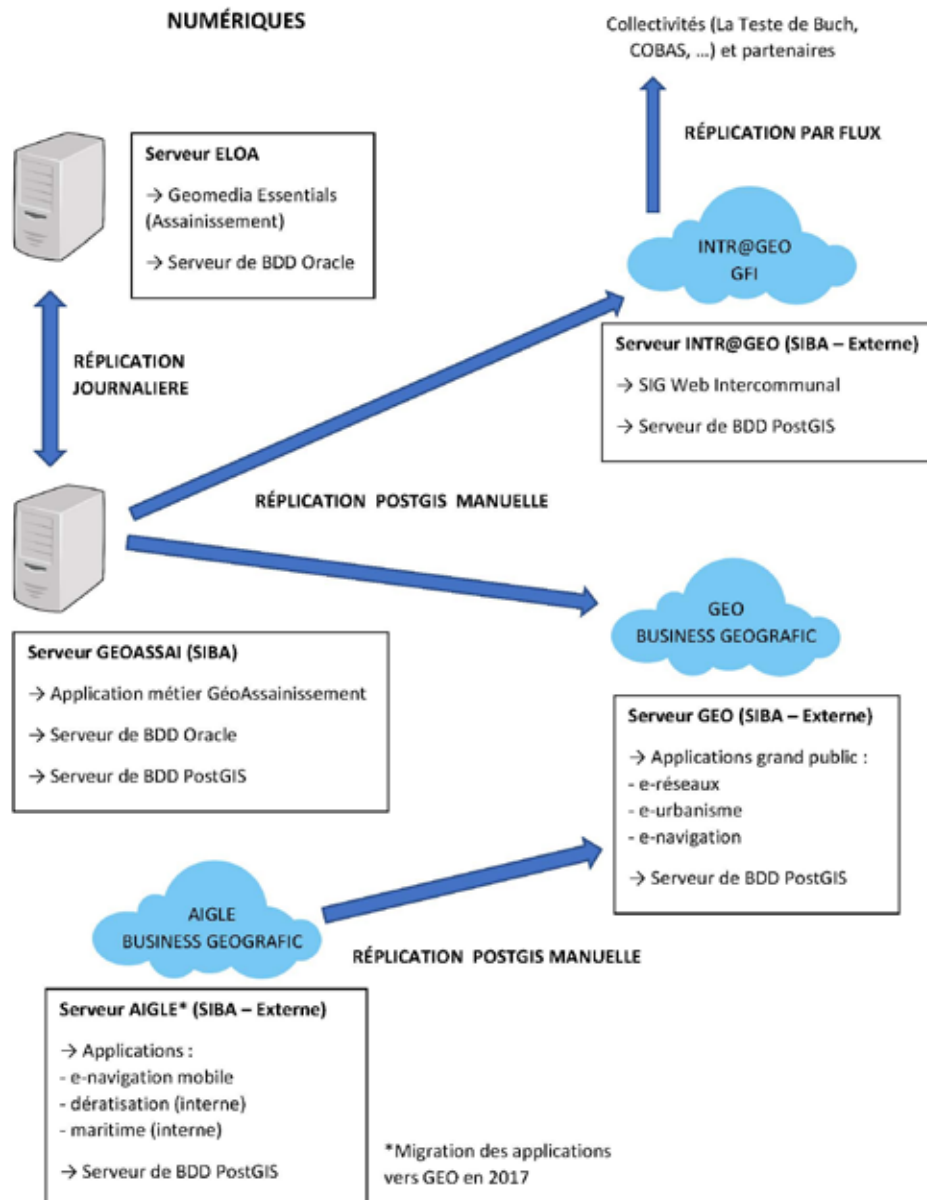 NUMÉRIQUES
Collectivités (La Teste de Buch,
COBAS, ...) et partenaires
RÉPLICATION PAR FLUX
Serveur ELOA
→ Geomedia Essentials
(Assainissement)
→ Serveur de BDD Oracle
INTR@GEO
GFI
RÉPLICATION
JOURNALIERE
Serveur INTR@GEO (SIBA – Externe)
→ SIG Web Intercommunal
→ Serveur de BDD PostGIS
RÉPLICATION POSTGIS MANUELLE
GEO
BUSINESS GEOGRAFIC
Serveur GEOASSAI (SIBA)
→ Application métier GéoAssainissement
→ Serveur de BDD Oracle
→ Serveur de BDD PostGIS
Serveur GEO (SIBA – Externe)
→ Applications grand public :
- e-réseaux
- e-urbanisme
- e-navigation
→ Serveur de BDD PostGIS
AIGLE
BUSINESS GEOGRAFIC
RÉPLICATION POSTGIS MANUELLE
Serveur AIGLE* (SIBA – Externe)
→ Applications :
- e-navigation mobile
- dératisation (interne)
- maritime (interne)
→ Serveur de BDD PostGIS
*Migration des applications
vers GEO en 2017